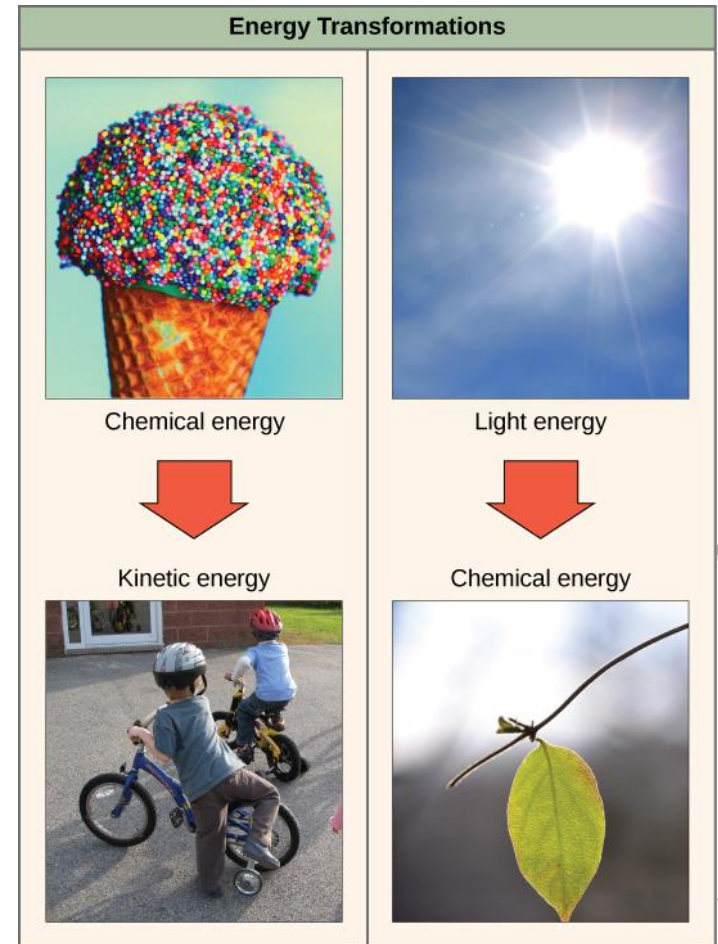 Energy Transformations
Chemical energy
Kinetic energy
Light energy
Chemical energy